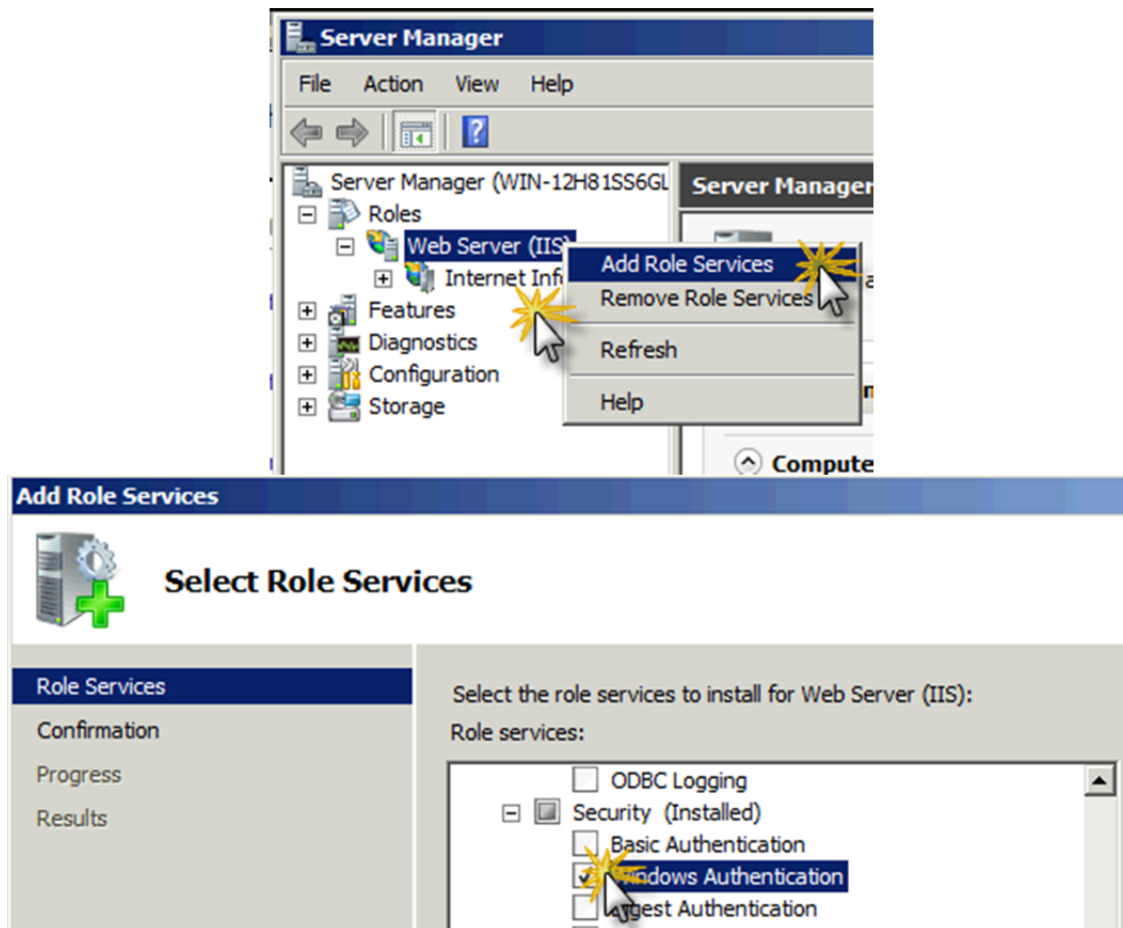 Server Manager
File Action View Help
Server Manager (WIN-12H81SS6GL
Server Manager
Roles
Web Server (IIS)
Add Role Services
Internet Inf
Remove Role Services
Features
Diagnostics
Refresh
Configuration
Storage
Help
Compute
Add Role Services
Select Role Services
Role Services
Confirmation
Progress
Results
Select the role services to install for Web Server (IIS):
Role services:
ODBC Logging
Security (Installed)
Basic Authentication
Windows Authentication
Digest Authentication